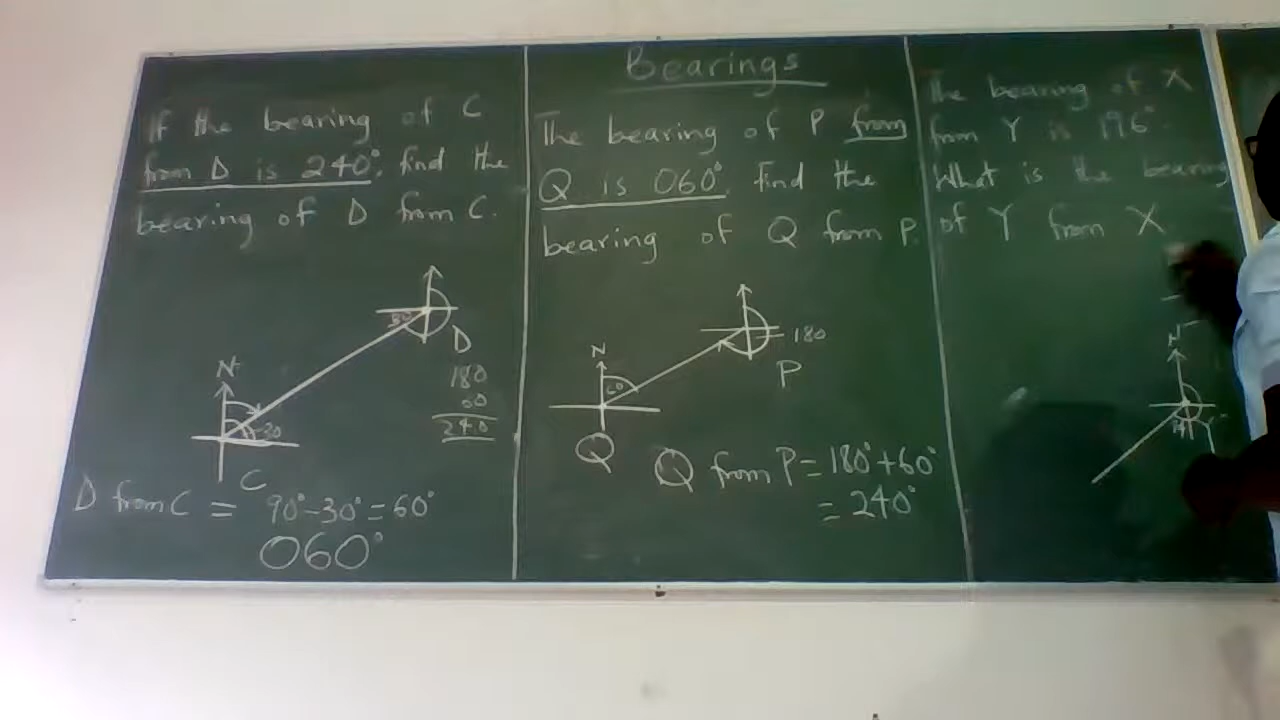 Bearings
If the bearing of C
from D is 240°, find the
bearing of D from C.
N
30
D
180
60
240
30
C
D from C = 90° - 30° = 60°
060°
The bearing of P from
Q is 060°. Find the
bearing of Q from P.
N
60
Q
180
P
Q from P = 180° + 60°
= 240°
The bearing of X
from Y is 196°.
What is the bearing
of Y from X
N